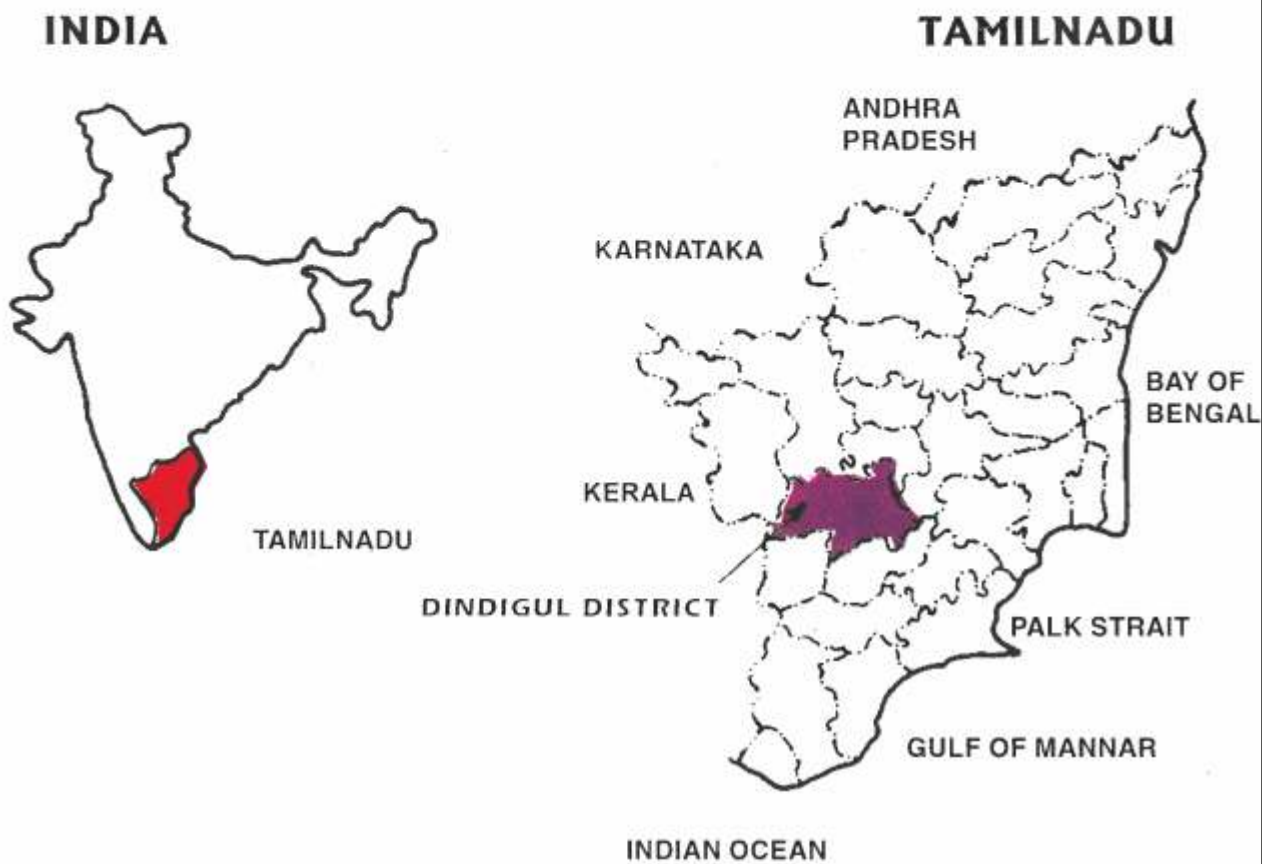 INDIA
TAMILNADU
ANDHRA
PRADESH
KARNATAKA
BAY OF
BENGAL
KERALA
TAMILNADU
DINDIGUL DISTRICT
PALK STRAIT
GULF OF MANNAR
INDIAN OCEAN